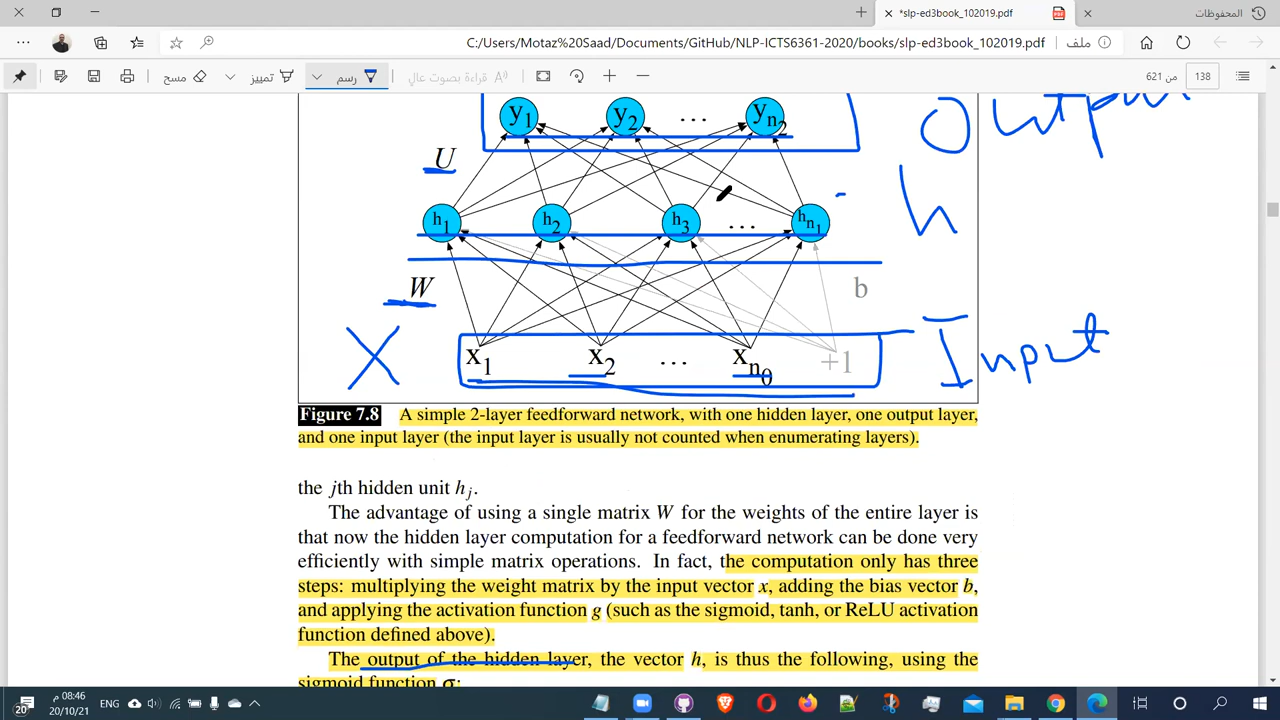 *slp-ed3book_102019.pdf
المحفوظات
C:/Users/Motaz%20Saad/Documents/GitHub/NLP-ICTS6361-2020/books/slp-ed3book_102019.pdf
ملف
مسح
تمييز
رسم
قراءة بصوت عالٍ
من 621
138
y1 y2 ... yn2
Output
U
h
h1 h2 h3 ... hn1
W
b
X
x1 x2 ... xn0 +1
Input
Figure 7.8 A simple 2-layer feedforward network, with one hidden layer, one output layer,
and one input layer (the input layer is usually not counted when enumerating layers).
the jth hidden unit hj.
The advantage of using a single matrix W for the weights of the entire layer is
that now the hidden layer computation for a feedforward network can be done very
efficiently with simple matrix operations. In fact, the computation only has three
steps: multiplying the weight matrix by the input vector x, adding the bias vector b,
and applying the activation function g (such as the sigmoid, tanh, or ReLU activation
function defined above).
The output of the hidden layer, the vector h, is thus the following, using the
sigmoid function σ:
ENG
08:46 م
20/10/21
20